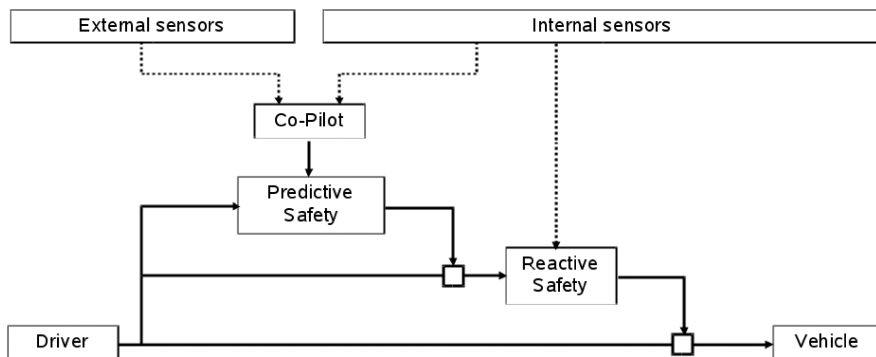 External sensors
Internal sensors
Co-Pilot
Predictive
Safety
Reactive
Safety
Driver
Vehicle